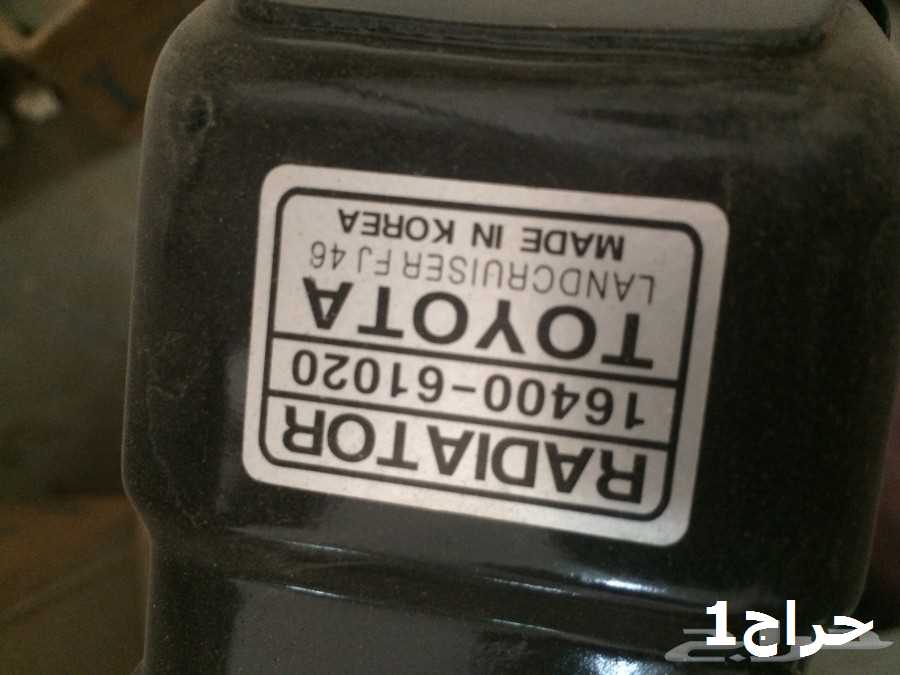 RADIATOR
16400-61020
TOYOTA
LANDCRUISER FJ 46
MADE IN KOREA
حراج1